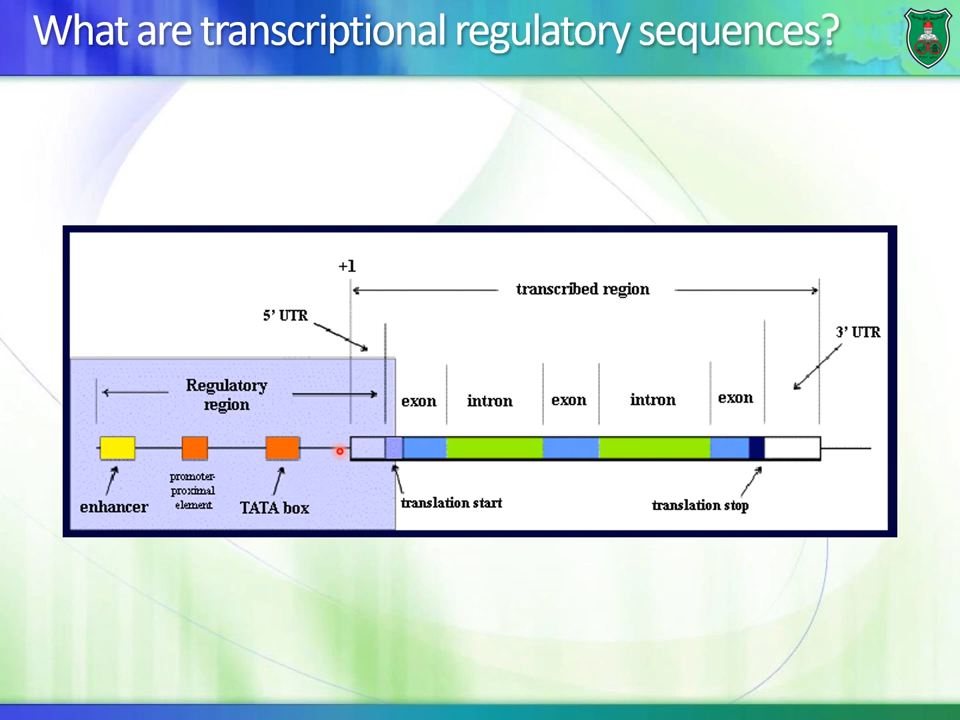 What are transcriptional regulatory sequences?
+1
transcribed region
5' UTR
3' UTR
Regulatory
region
exon
intron
exon
intron
exon
promoter-
proximal
element
enhancer
TATA box
translation start
translation stop